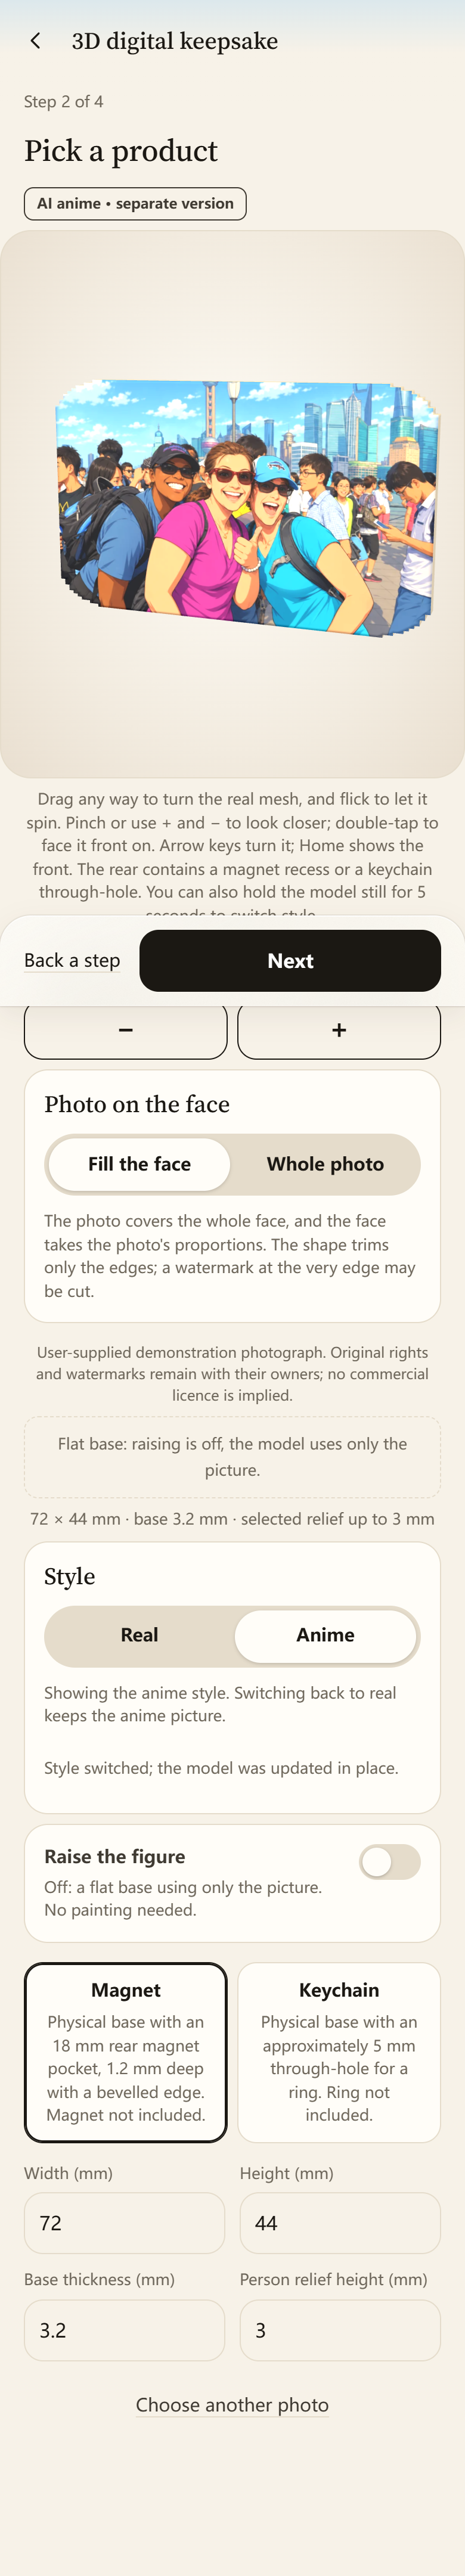 3D digital keepsake
Step 2 of 4
Pick a product
AI anime • separate version
Drag any way to turn the real mesh, and flick to let it
spin. Pinch or use + and − to look closer; double-tap to
face it front on. Arrow keys turn it; Home shows the
front. The rear contains a magnet recess or a keychain
through-hole. You can also hold the model still for 5
seconds to switch style.
Back a step
Next
−
+
Photo on the face
Fill the face
Whole photo
The photo covers the whole face, and the face
takes the photo's proportions. The shape trims
only the edges; a watermark at the very edge may
be cut.
User-supplied demonstration photograph. Original rights
and watermarks remain with their owners; no commercial
licence is implied.
Flat base: raising is off, the model uses only the
picture.
72 × 44 mm · base 3.2 mm · selected relief up to 3 mm
Style
Real
Anime
Showing the anime style. Switching back to real
keeps the anime picture.
Style switched; the model was updated in place.
Raise the figure
Off: a flat base using only the picture.
No painting needed.
Magnet
Physical base with an
18 mm rear magnet
pocket, 1.2 mm deep
with a bevelled edge.
Magnet not included.
Keychain
Physical base with an
approximately 5 mm
through-hole for a
ring. Ring not
included.
Width (mm)
Height (mm)
72
44
Base thickness (mm)
Person relief height (mm)
3.2
3
Choose another photo